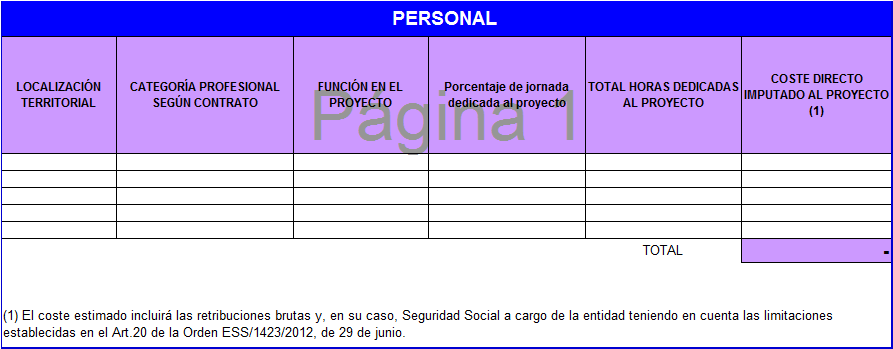 PERSONAL
LOCALIZACIÓN
TERRITORIAL
CATEGORÍA PROFESIONAL
SEGÚN CONTRATO
FUNCIÓN EN EL
PROYECTO
Porcentaje de jornada
dedicada al proyecto
TOTAL HORAS DEDICADAS
AL PROYECTO
COSTE DIRECTO
IMPUTADO AL PROYECTO
(1)
Página 1
TOTAL
-
(1) El coste estimado incluirá las retribuciones brutas y, en su caso, Seguridad Social a cargo de la entidad teniendo en cuenta las limitaciones
establecidas en el Art.20 de la Orden ESS/1423/2012, de 29 de junio.